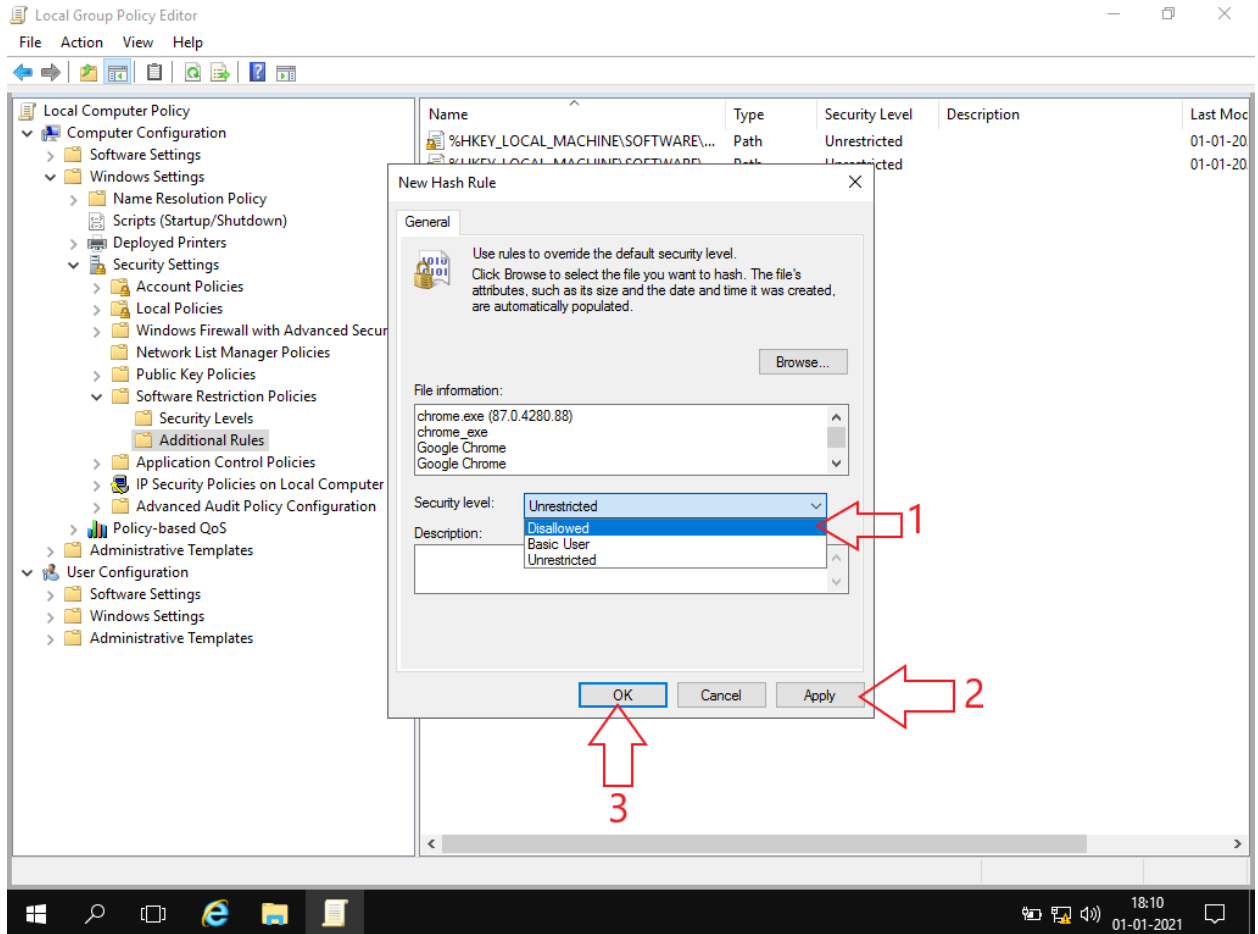 Local Group Policy Editor
File Action View Help
Local Computer Policy
Computer Configuration
Software Settings
Windows Settings
Name Resolution Policy
Scripts (Startup/Shutdown)
Deployed Printers
Security Settings
Account Policies
Local Policies
Windows Firewall with Advanced Secur
Network List Manager Policies
Public Key Policies
Software Restriction Policies
Security Levels
Additional Rules
Application Control Policies
IP Security Policies on Local Computer
Advanced Audit Policy Configuration
Policy-based QoS
Administrative Templates
User Configuration
Software Settings
Windows Settings
Administrative Templates
Name Type Security Level Description Last Moc
%HKEY_LOCAL_MACHINE\SOFTWARE\... Path Unrestricted 01-01-20
%HKEY_LOCAL_MACHINE\SOFTWARE\... Path Unrestricted 01-01-20
New Hash Rule
General
Use rules to override the default security level.
Click Browse to select the file you want to hash. The file's
attributes, such as its size and the date and time it was created,
are automatically populated.
Browse...
File information:
chrome.exe (87.0.4280.88)
chrome_exe
Google Chrome
Google Chrome
Security level: Unrestricted
Disallowed
1
Description:
Basic User
Unrestricted
OK Cancel Apply
2
3
18:10
01-01-2021